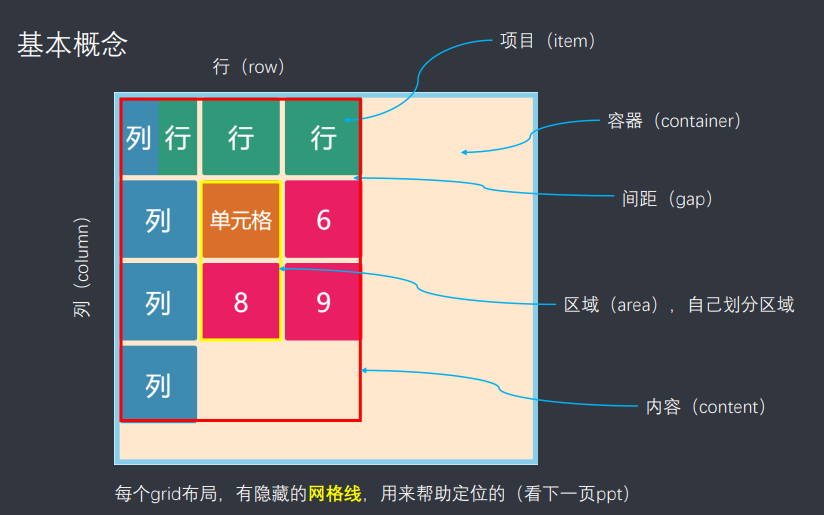 基本概念
行（row）
项目（item）
容器（container）
间距（gap）
区域（area），自己划分区域
内容（content）
列（column）
列 行 行 行
列 单元格 6
列 8 9
列
每个grid布局，有隐藏的网格线，用来帮助定位的（看下一页ppt）